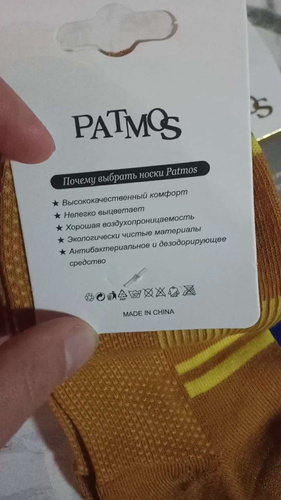 PATMOS
Почему выбрать носки Patmos
★ Высококачественный комфорт
★ Нелегко выцветает
★ Хорошая воздухопроницаемость
★ Экологически чистые материалы
★ Антибактериальное и дезодорирующее
средство
MADE IN CHINA